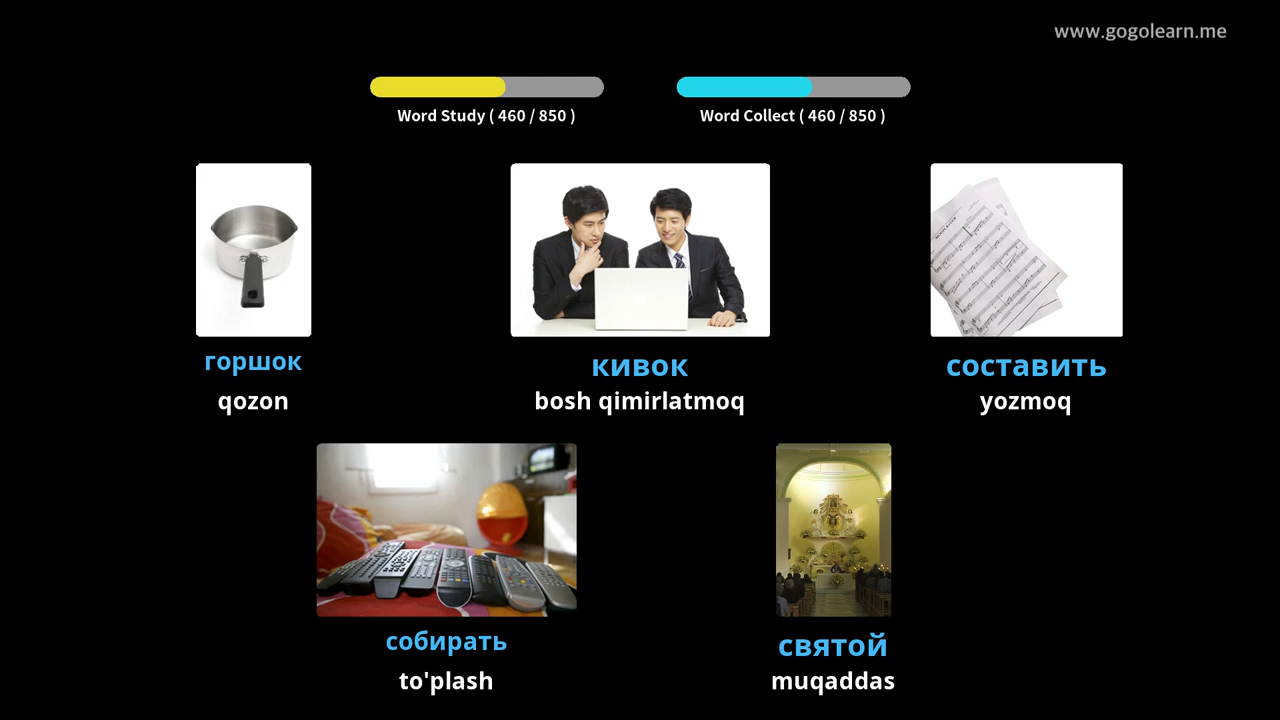 www.gogolearn.me
Word Study ( 460 / 850 )
Word Collect ( 460 / 850 )
горшок
qozon
кивок
bosh qimirlatmoq
составить
yozmoq
собирать
to'plash
святой
muqaddas